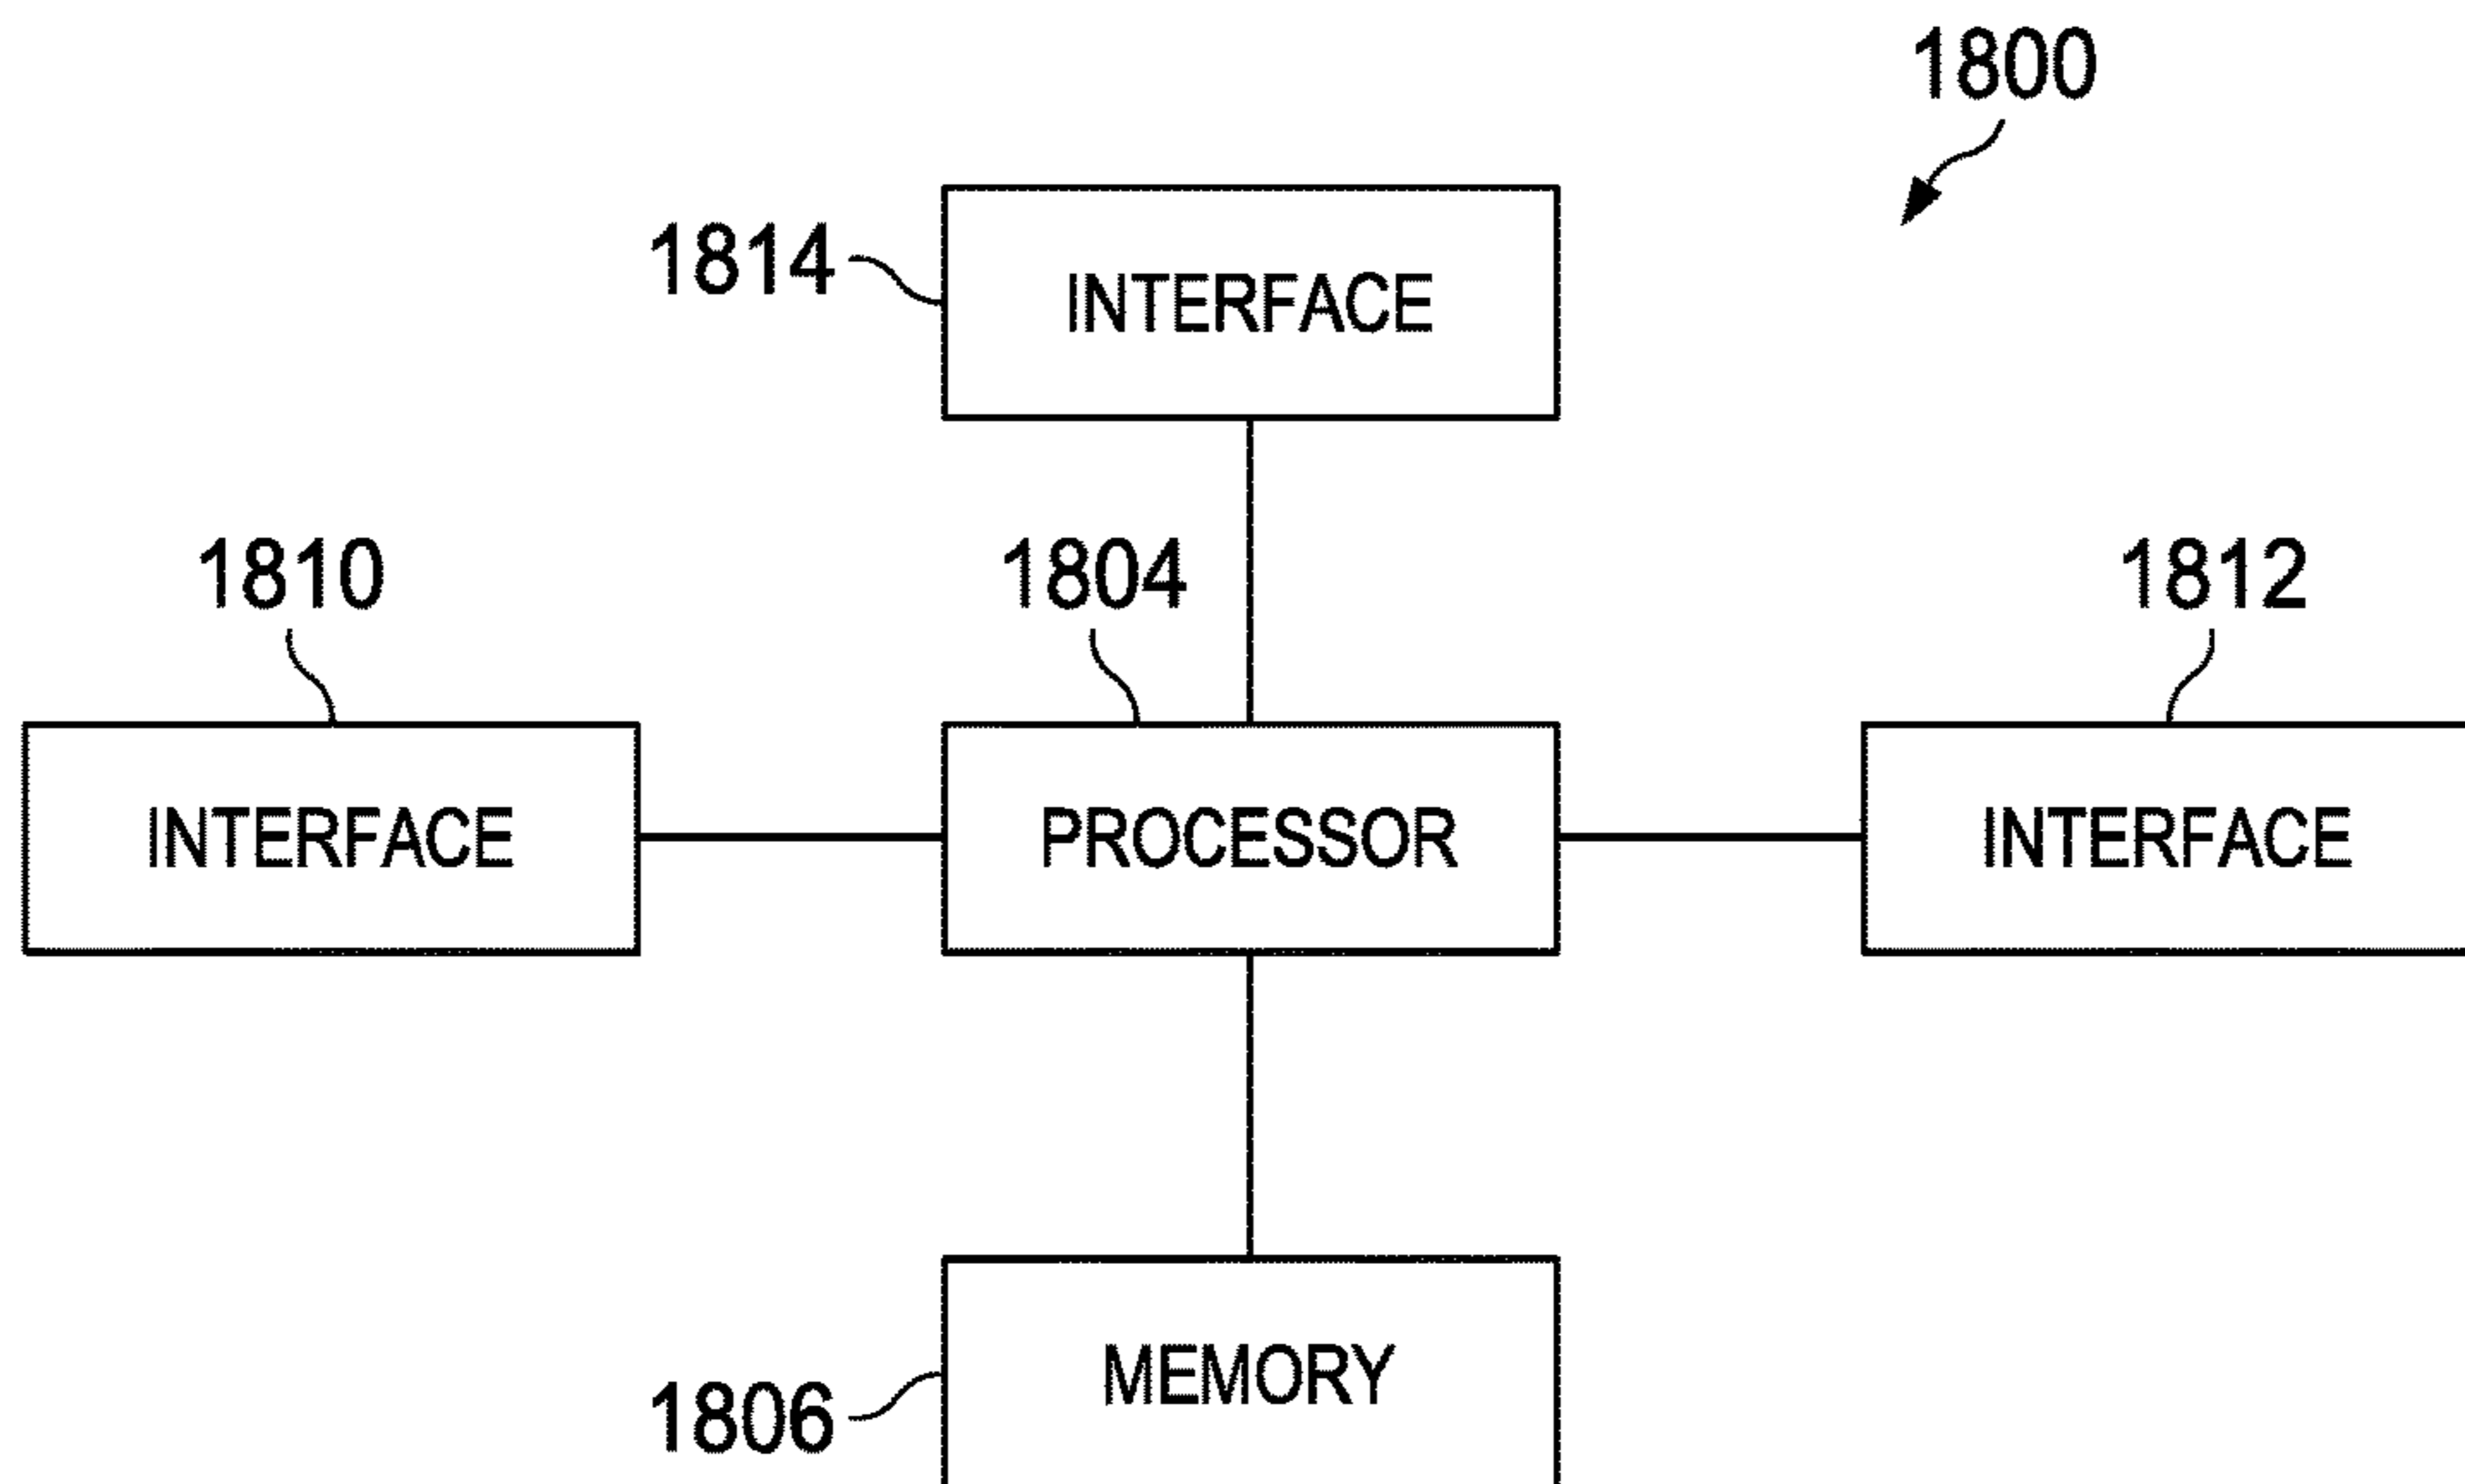 1800
1814
INTERFACE
1810
1804
1812
INTERFACE
PROCESSOR
INTERFACE
MEMORY
1806